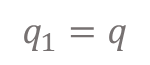 q₁ = q